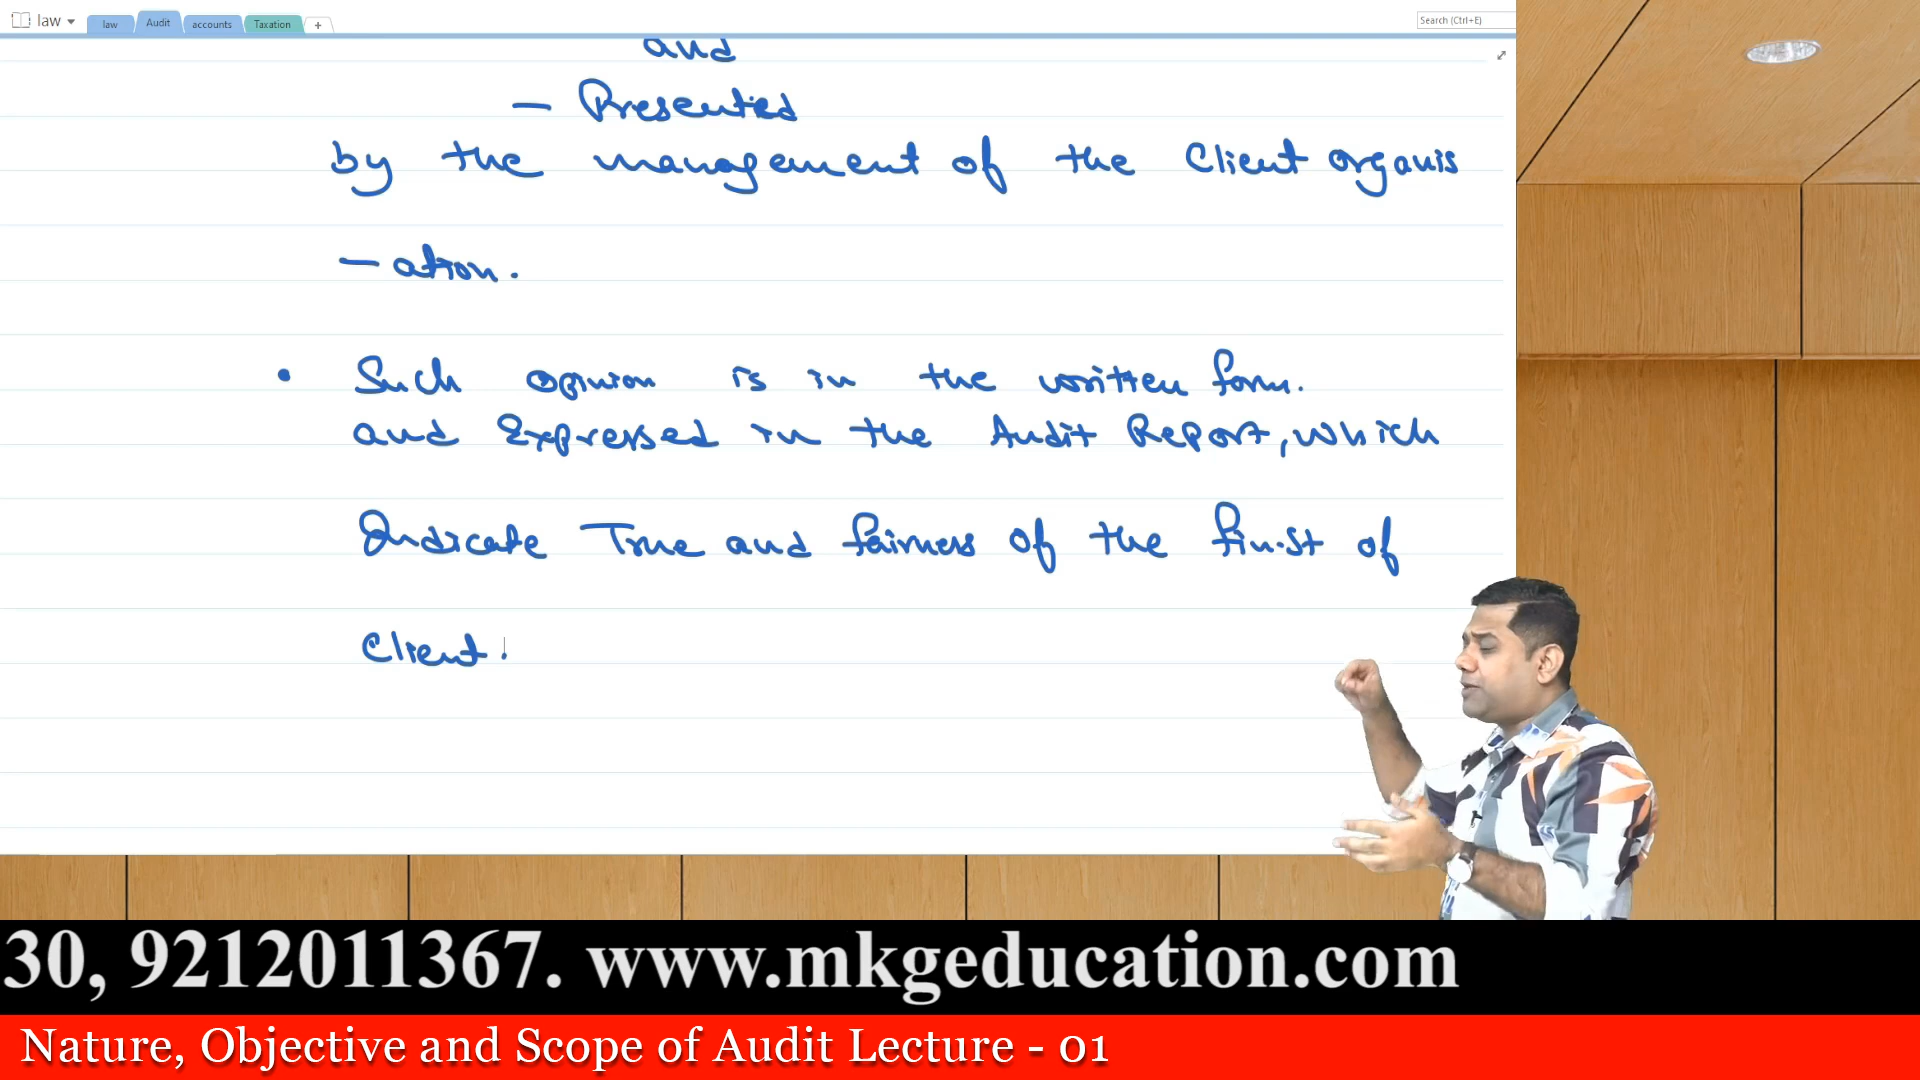 law law Audit accounts Taxation + Search (Ctrl+E)
and
— Presented
by the management of the Client organis
— ation.
• Such opinion is in the written form.
and Expressed in the Audit Report, which
Indicate True and fairness of the fin.st of
Client.
30, 9212011367. www.mkgeducation.com
Nature, Objective and Scope of Audit Lecture - 01